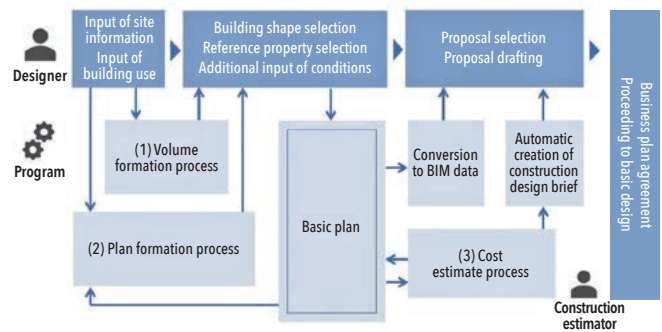 Designer
Input of site
information
Input of
building use
Building shape selection
Reference property selection
Additional input of conditions
Proposal selection
Proposal drafting
Business plan agreement
Proceeding to basic design
Program
(1) Volume
formation process
(2) Plan formation process
Basic plan
Conversion
to BIM data
Automatic
creation of
construction
design brief
(3) Cost
estimate process
Construction
estimator